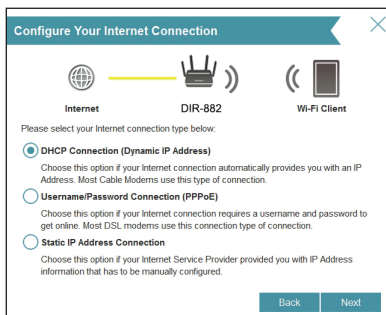 Configure Your Internet Connection
Internet
DIR-882
Wi-Fi Client
Please select your Internet connection type below:
DHCP Connection (Dynamic IP Address)
Choose this option if your Internet connection automatically provides you with an IP
Address. Most Cable Modems use this type of connection.
Username/Password Connection (PPPoE)
Choose this option if your Internet connection requires a username and password to
get online. Most DSL modems use this connection type of connection.
Static IP Address Connection
Choose this option if your Internet Service Provider provided you with IP Address
information that has to be manually configured.
Back
Next